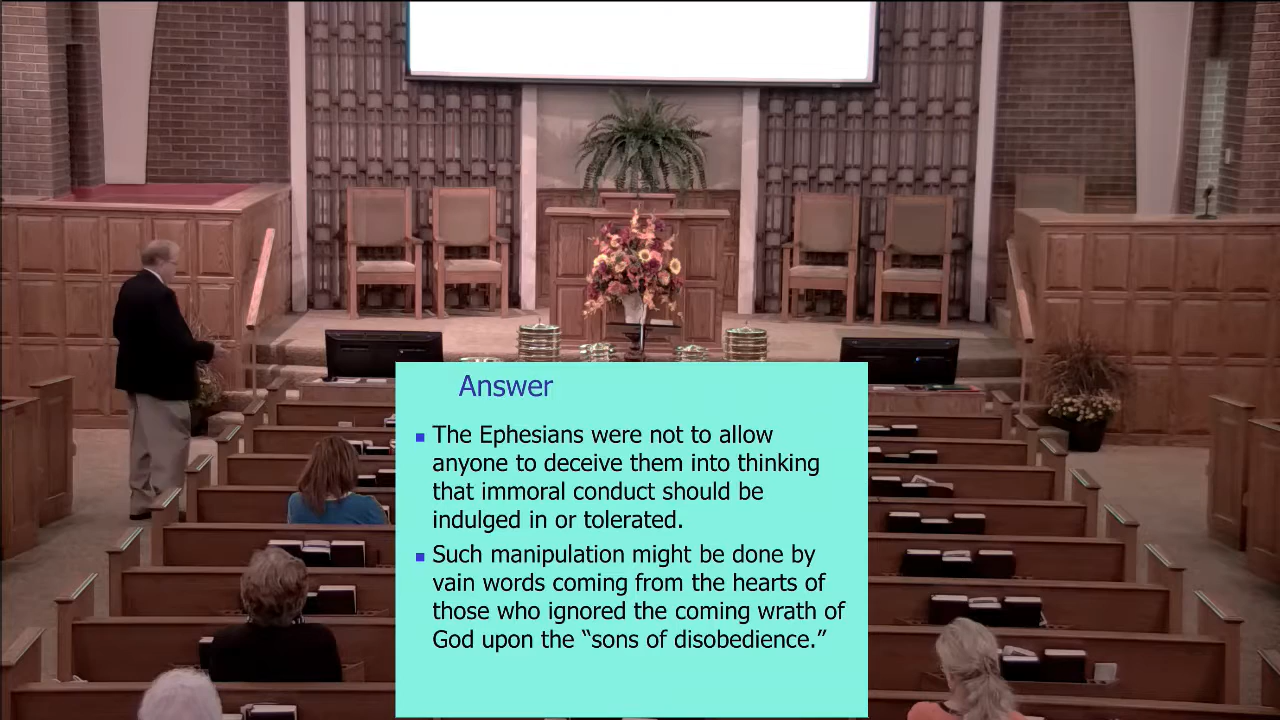 Answer
The Ephesians were not to allow
anyone to deceive them into thinking
that immoral conduct should be
indulged in or tolerated.
Such manipulation might be done by
vain words coming from the hearts of
those who ignored the coming wrath of
God upon the “sons of disobedience.”